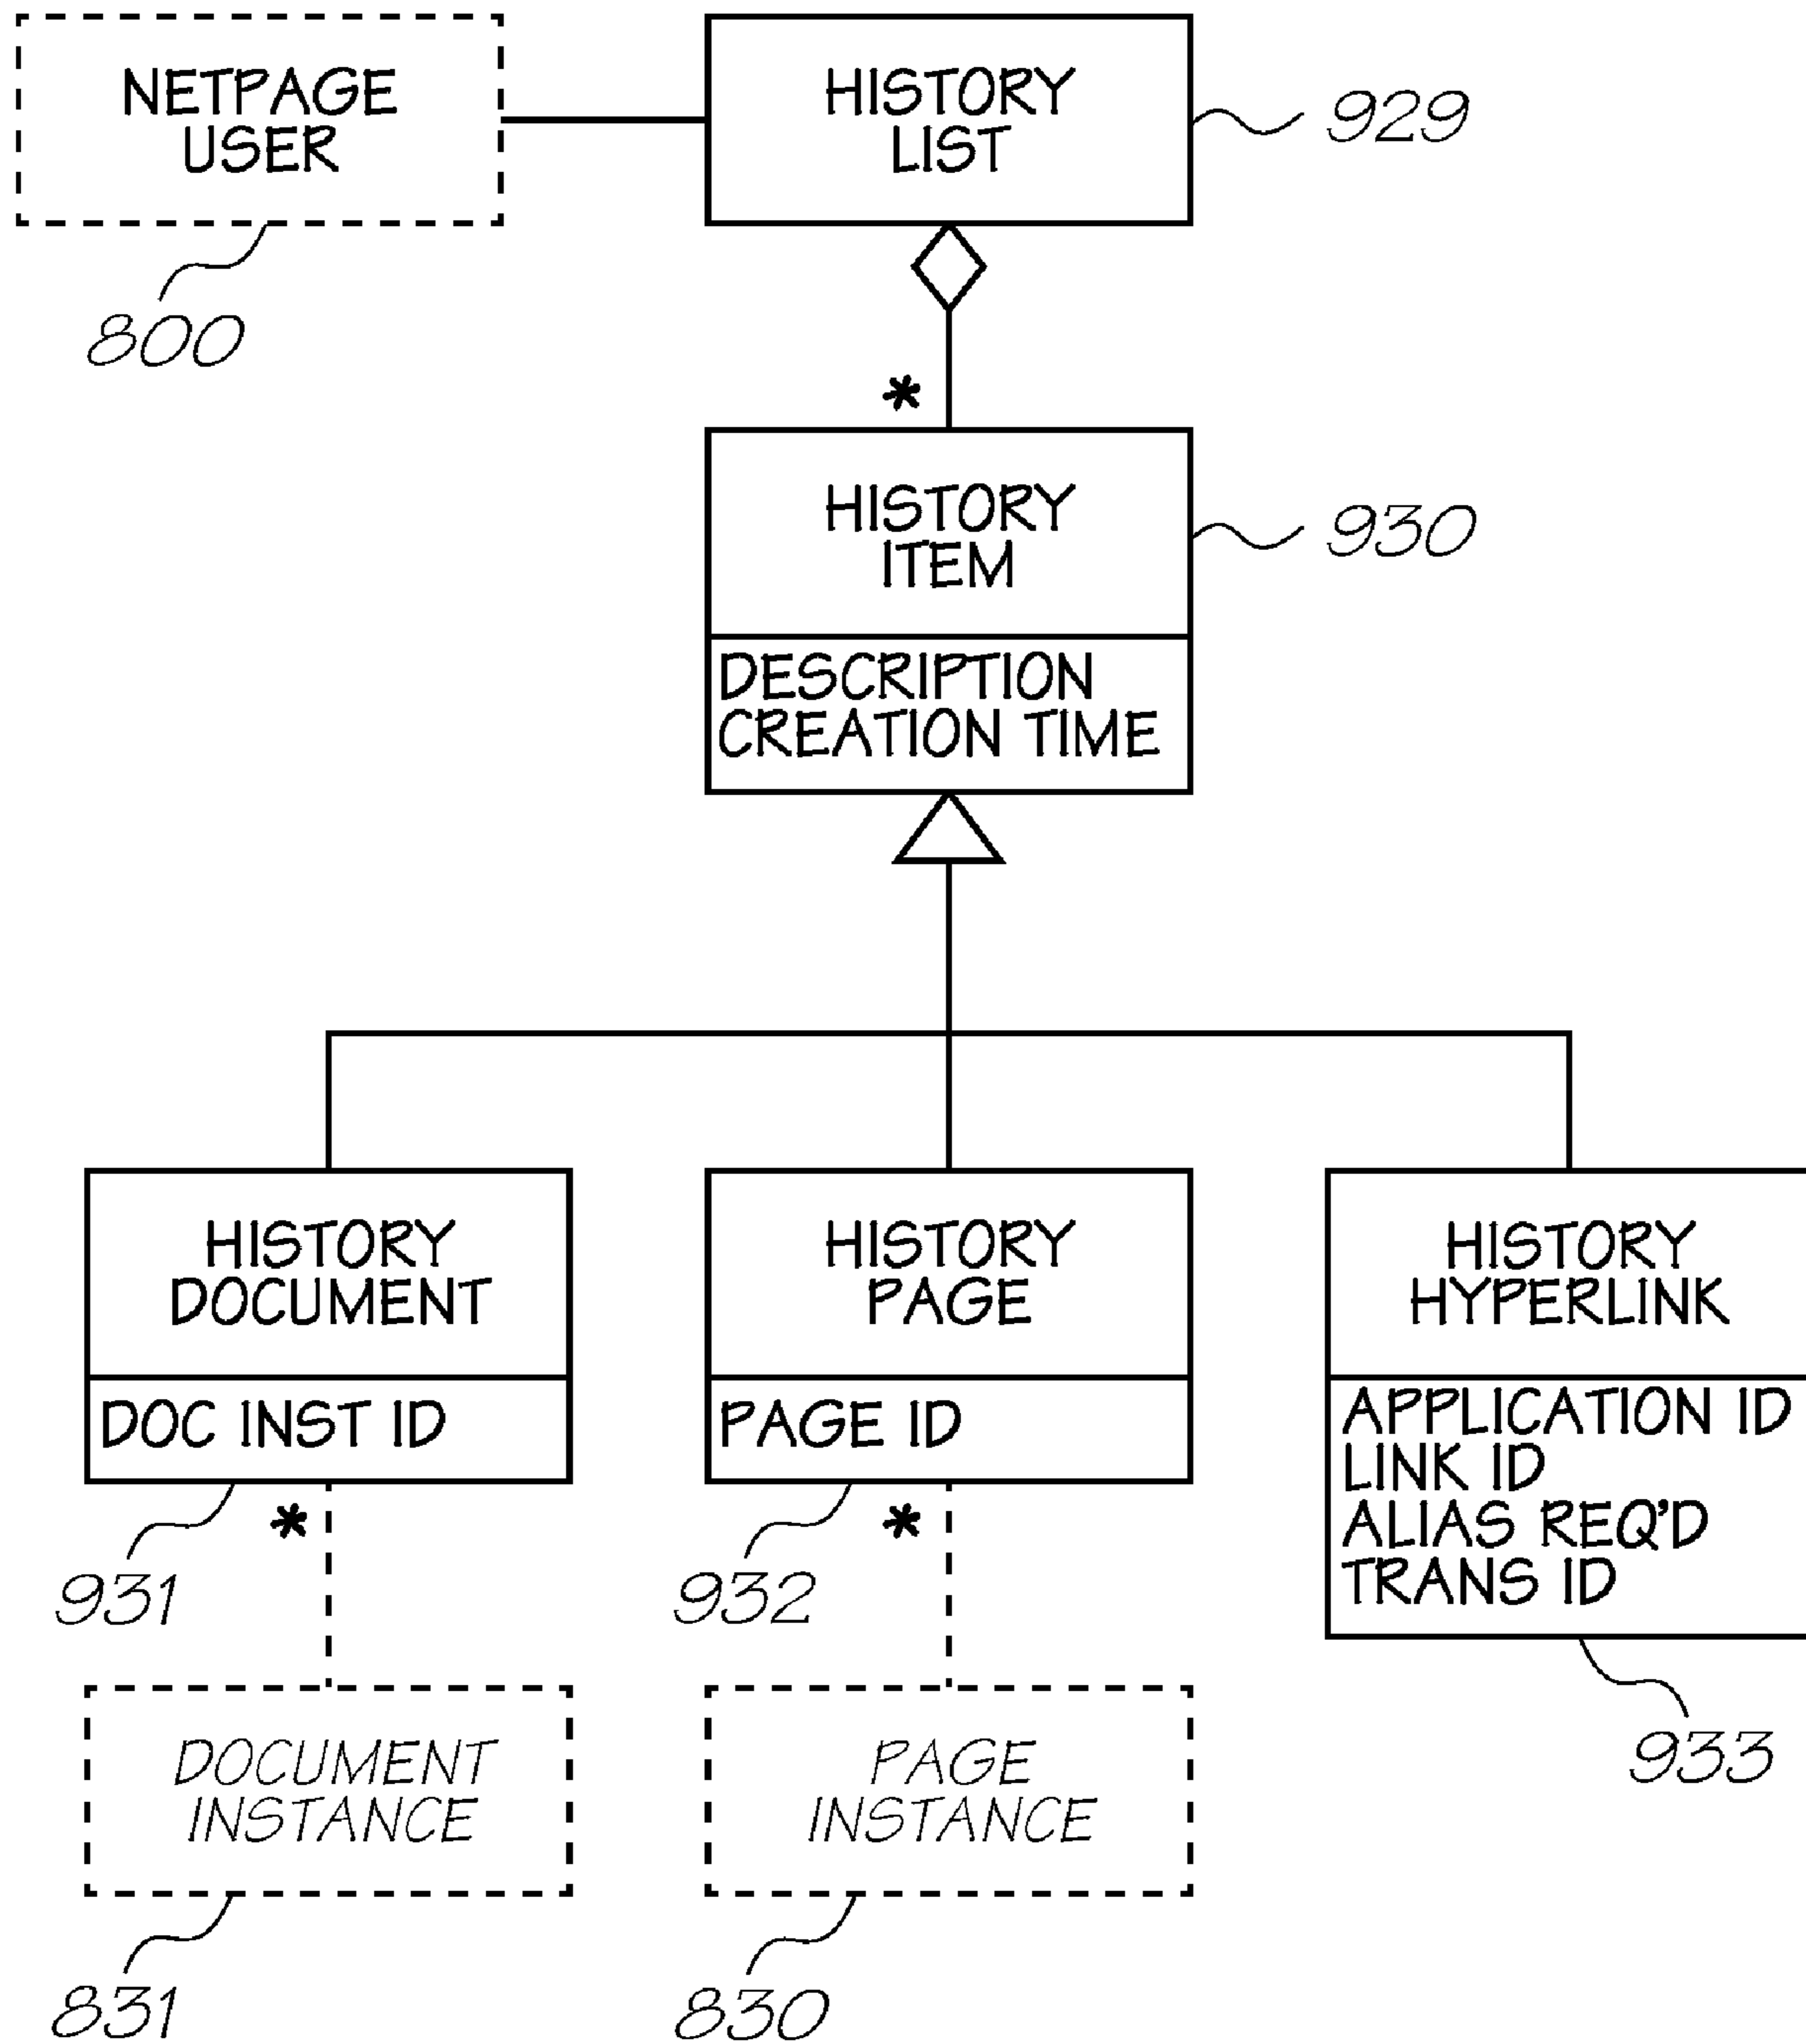 NETPAGE
USER
800
HISTORY
LIST
929
*
HISTORY
ITEM
930
DESCRIPTION
CREATION TIME
HISTORY
DOCUMENT
DOC INST ID
931
*
HISTORY
PAGE
PAGE ID
932
*
HISTORY
HYPERLINK
APPLICATION ID
LINK ID
ALIAS REQ'D
TRANS ID
933
DOCUMENT
INSTANCE
831
PAGE
INSTANCE
830